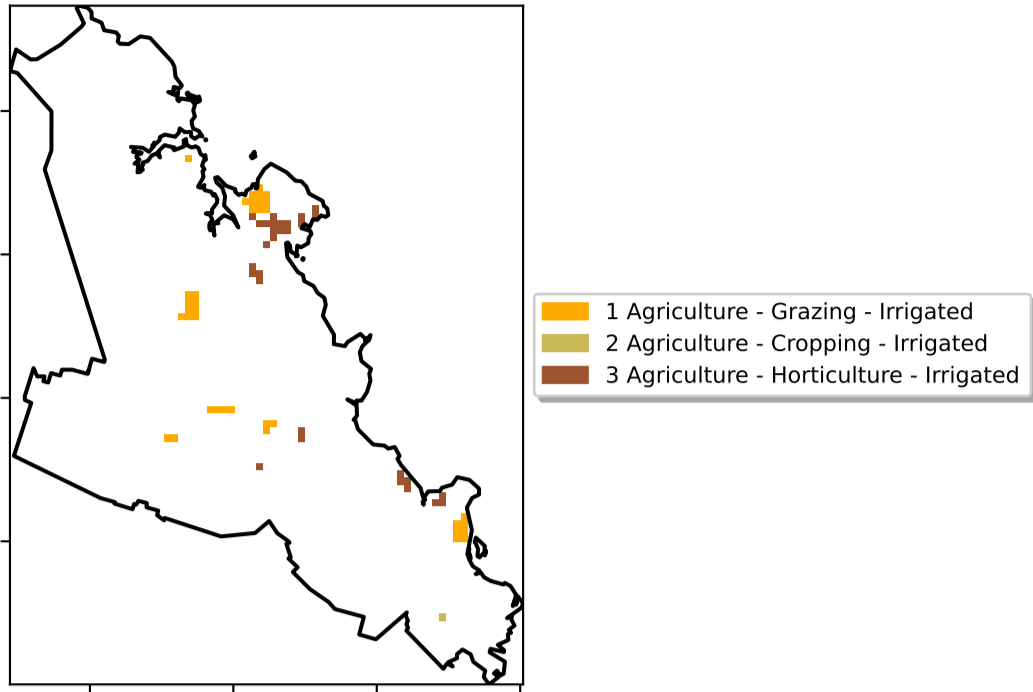 1 Agriculture - Grazing - Irrigated
2 Agriculture - Cropping - Irrigated
3 Agriculture - Horticulture - Irrigated